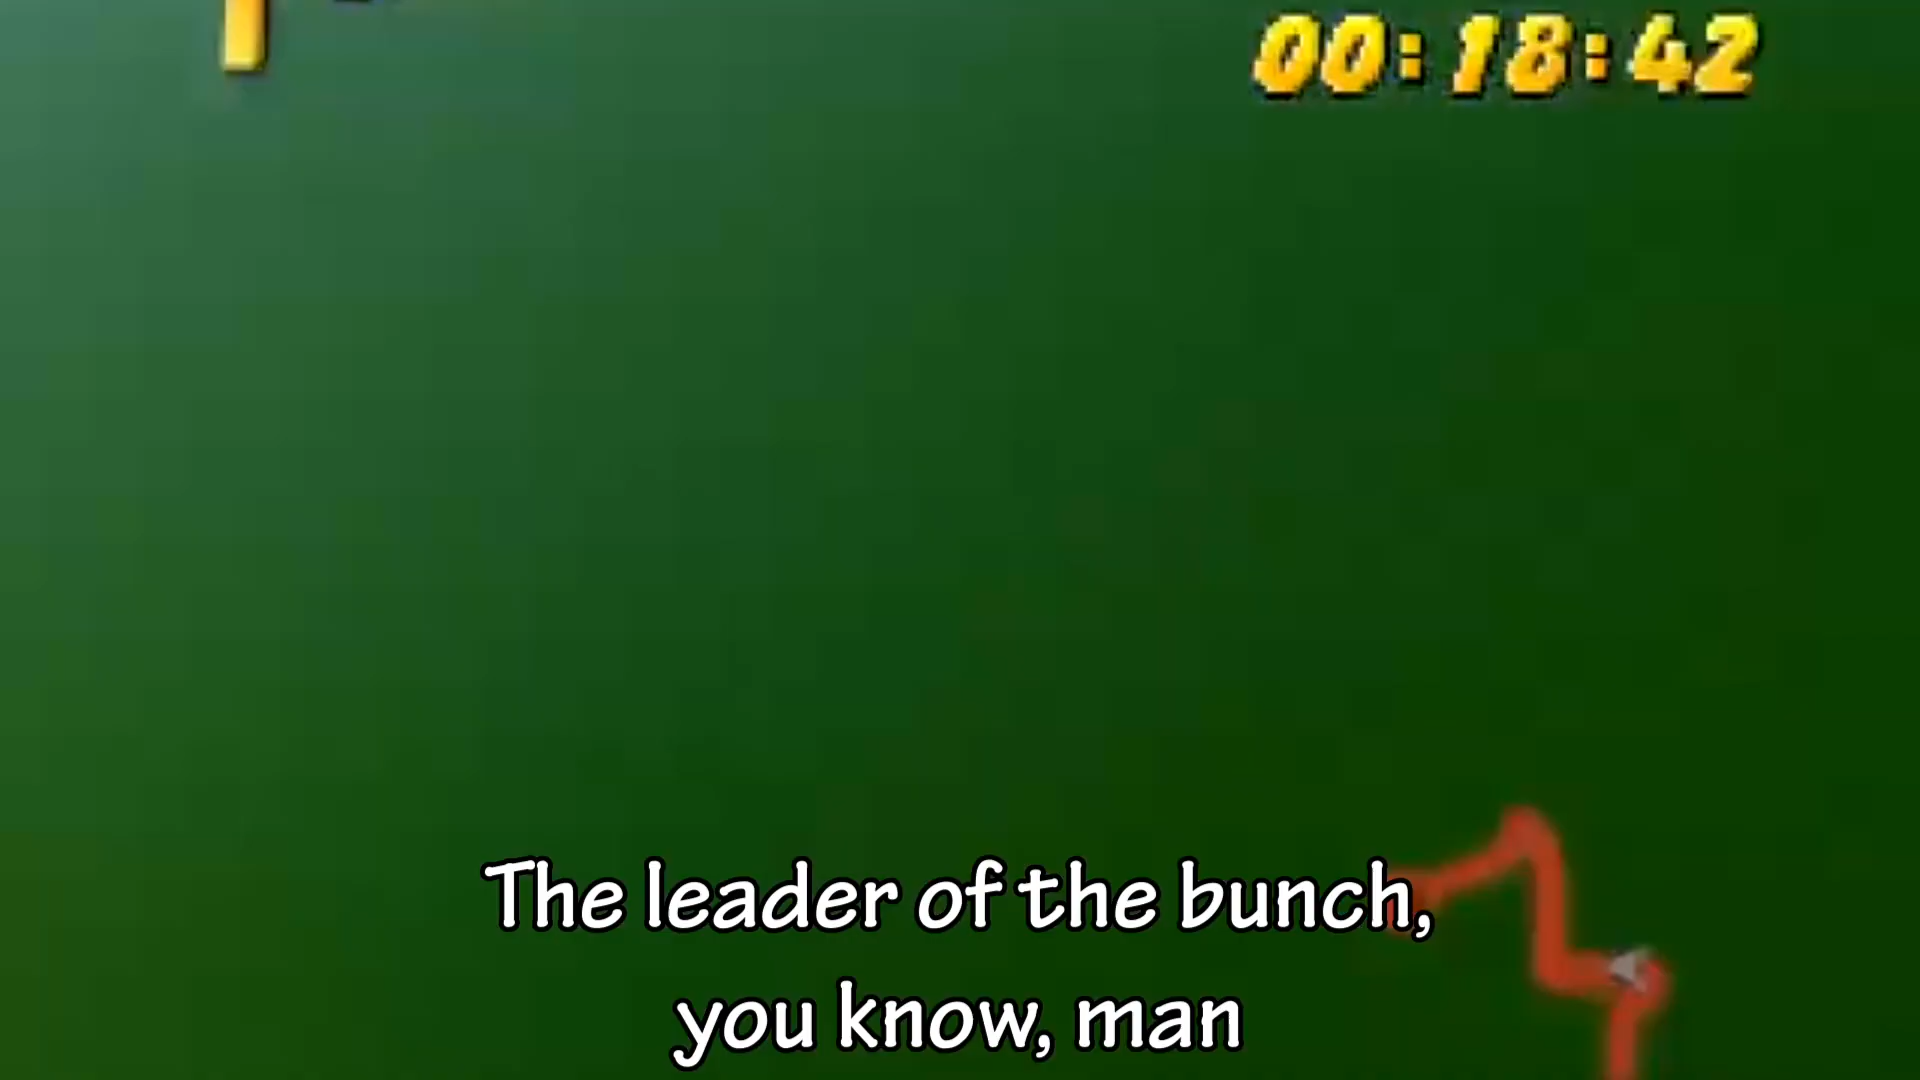 00:18:42
The leader of the bunch,
you know, man